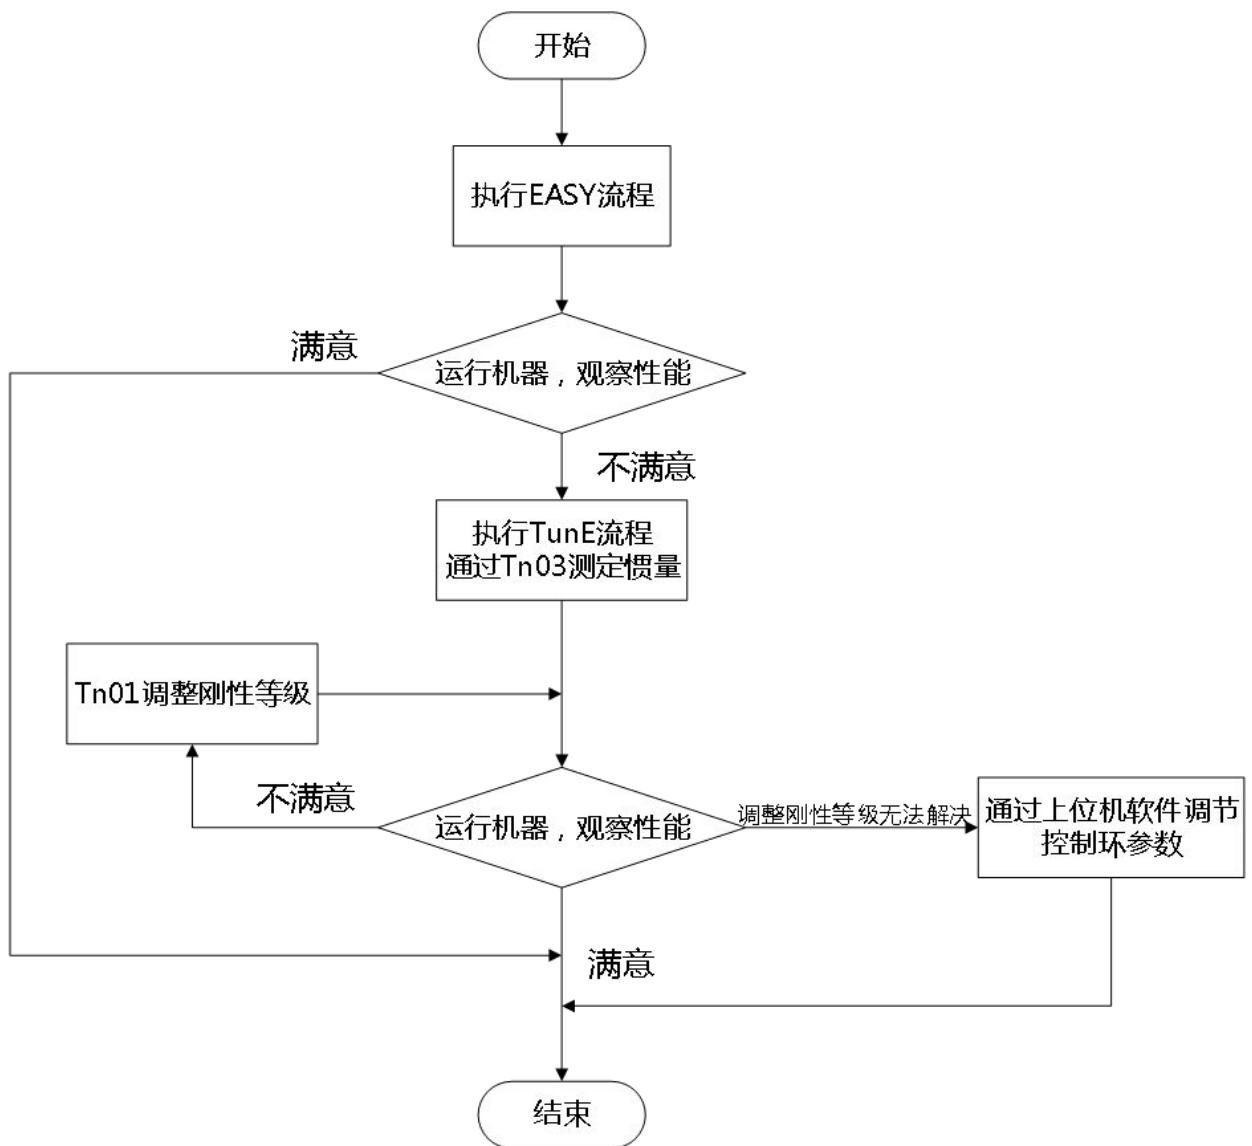 开始
执行EASY流程
满意
运行机器，观察性能
不满意
执行TunE流程
通过Tn03测定惯量
Tn01调整刚性等级
不满意
运行机器，观察性能
调整刚性等级无法解决
通过上位机软件调节
控制环参数
满意
结束